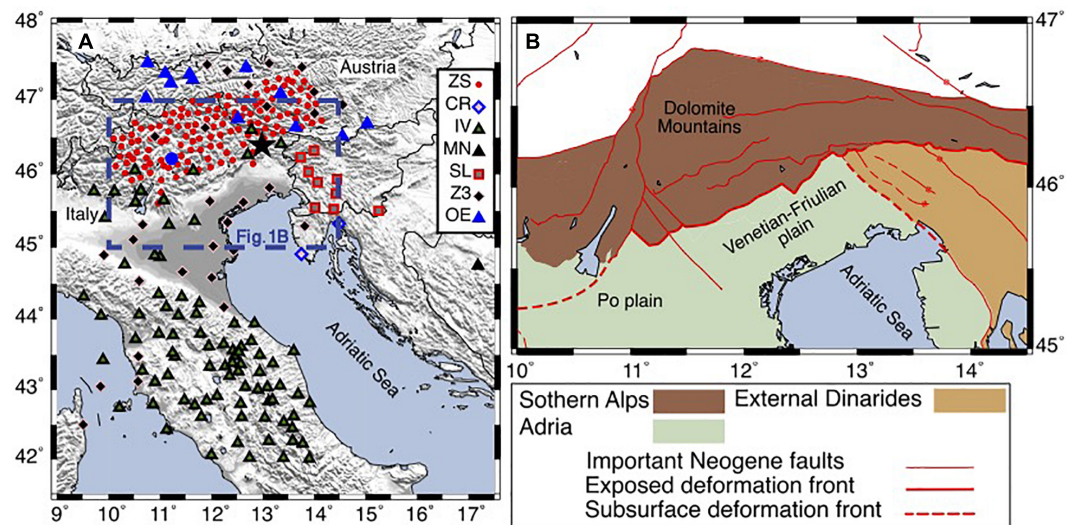 A
Austria
Italy
Fig.1B
Adriatic Sea
48°
47°
46°
45°
44°
43°
42°
9° 10° 11° 12° 13° 14° 15° 16° 17°
ZS
CR
IV
MN
SL
Z3
OE
B
Dolomite
Mountains
Venetian-Friulian
plain
Po plain
Adriatic Sea
47°
46°
45°
10° 11° 12° 13° 14°
Sothern Alps External Dinarides
Adria
Important Neogene faults
Exposed deformation front
Subsurface deformation front